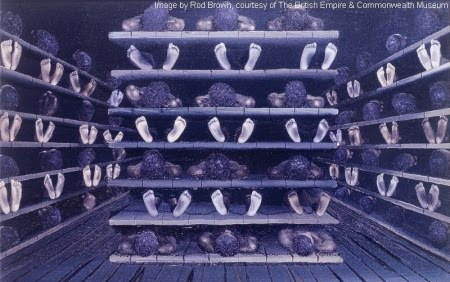 Image by Rod Brown, courtesy of The British Empire & Commonwealth Museum